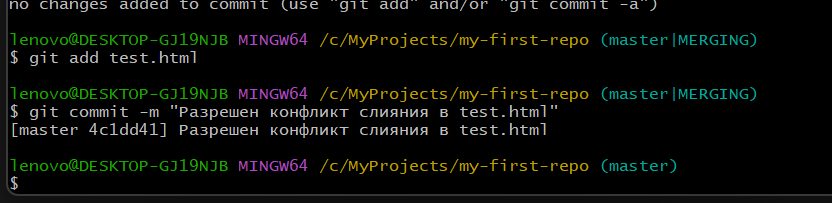 no changes added to commit (use "git add" and/or "git commit -a")
lenovo@DESKTOP-GJ19NJB MINGW64 /c/MyProjects/my-first-repo (master|MERGING)
$ git add test.html
lenovo@DESKTOP-GJ19NJB MINGW64 /c/MyProjects/my-first-repo (master|MERGING)
$ git commit -m "Разрешен конфликт слияния в test.html"
[master 4c1dd41] Разрешен конфликт слияния в test.html
lenovo@DESKTOP-GJ19NJB MINGW64 /c/MyProjects/my-first-repo (master)
$